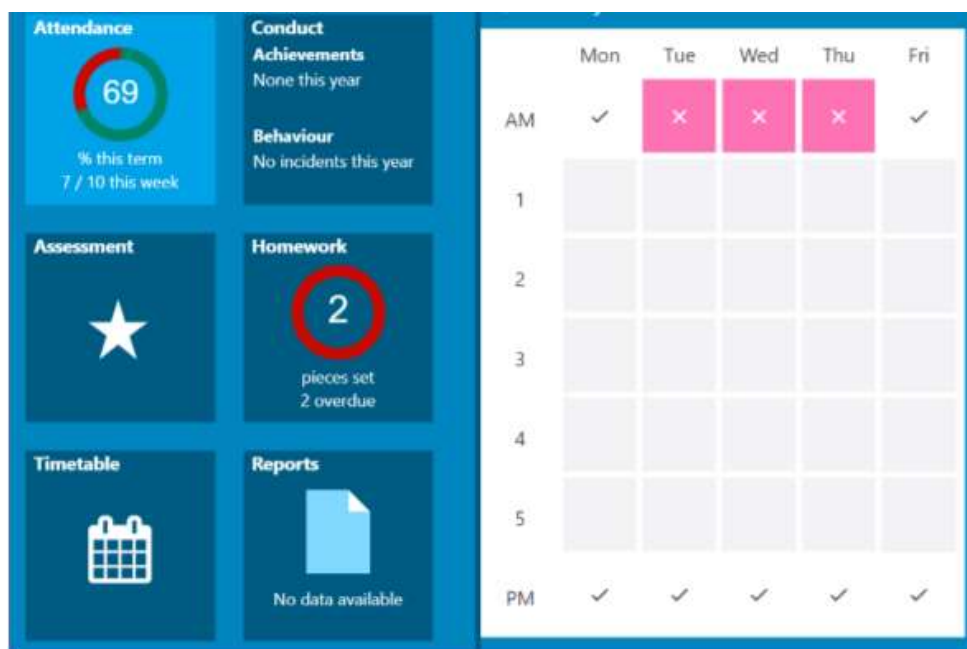 Attendance
69
% this term
7 / 10 this week
Conduct
Achievements
None this year
Behaviour
No incidents this year
Assessment
Homework
2
pieces set
2 overdue
Timetable
Reports
No data available
Mon Tue Wed Thu Fri
AM
1
2
3
4
5
PM